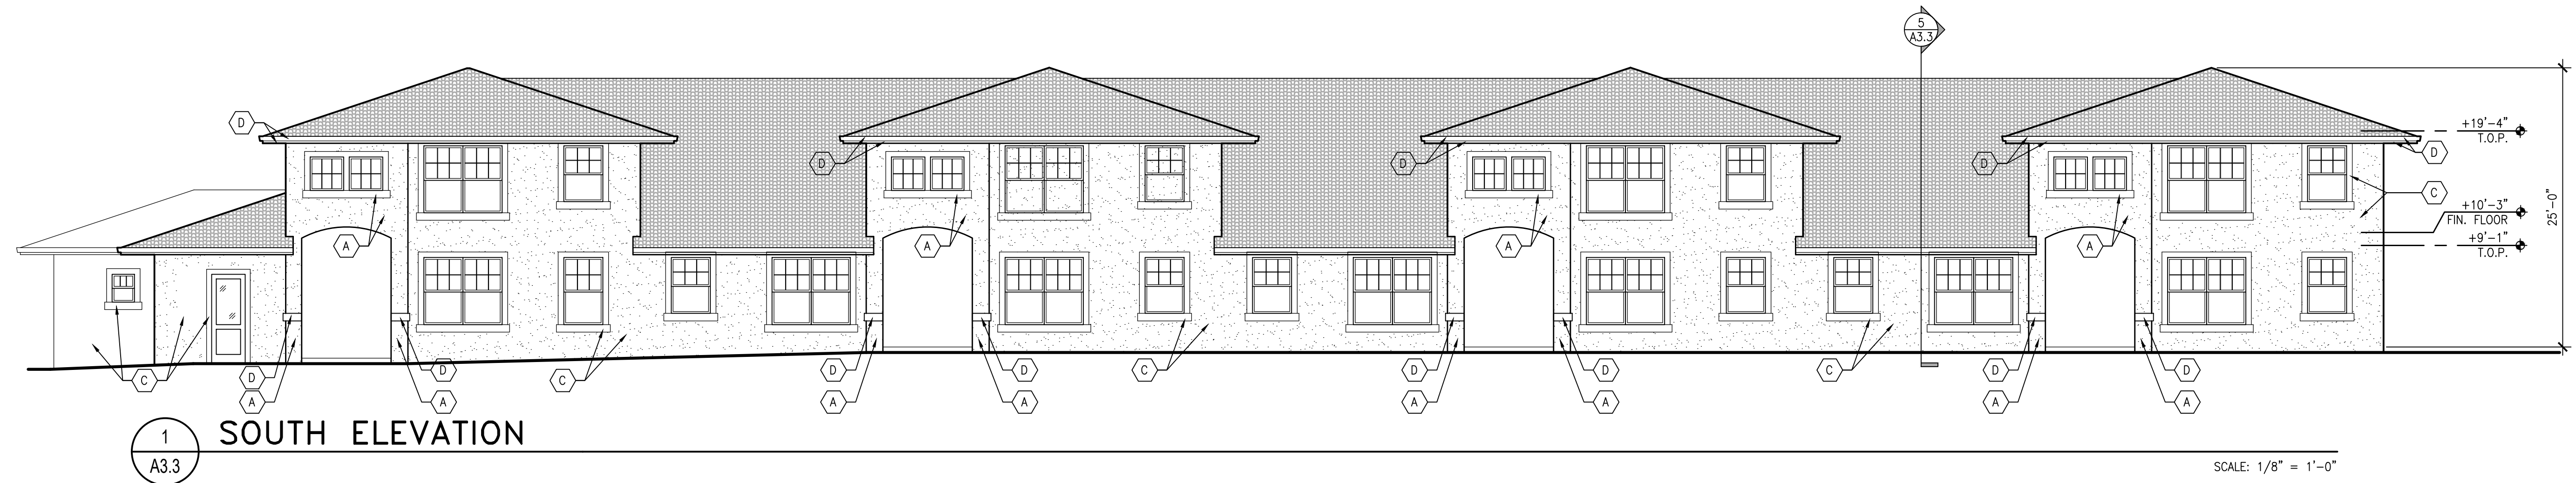 5
A3.3
D
D
D
D
+19'-4"
T.O.P.
D
C
+10'-3"
FIN. FLOOR
+9'-1"
T.O.P.
25'-0"
A
A
A
A
C
D
D
C
D
D
C
D
D
C
D
D
A
A
A
A
A
A
A
A
1
A3.3
SOUTH ELEVATION
SCALE: 1/8" = 1'-0"